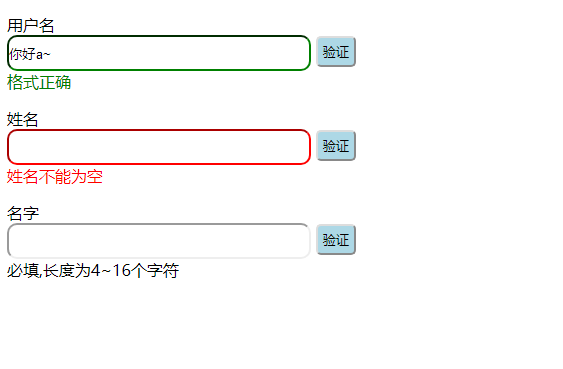 用户名
你好a~ 验证
格式正确
姓名
验证
姓名不能为空
名字
验证
必填,长度为4~16个字符